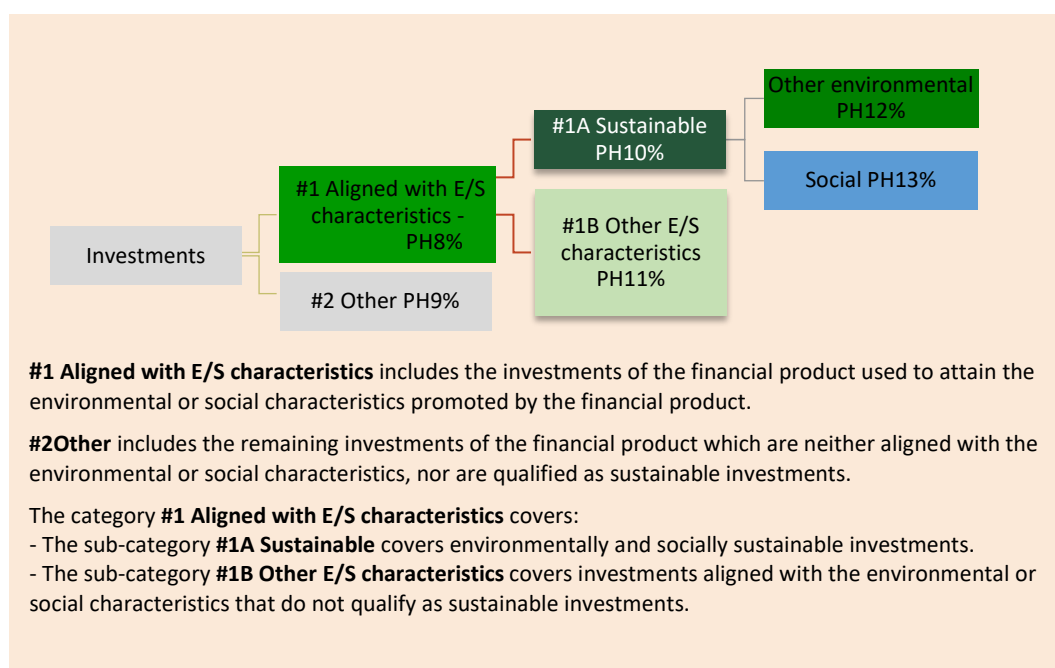 Investments
#1 Aligned with E/S
characteristics -
PH8%
#2 Other PH9%
#1A Sustainable
PH10%
#1B Other E/S
characteristics
PH11%
Other environmental
PH12%
Social PH13%
#1 Aligned with E/S characteristics includes the investments of the financial product used to attain the
environmental or social characteristics promoted by the financial product.
#2Other includes the remaining investments of the financial product which are neither aligned with the
environmental or social characteristics, nor are qualified as sustainable investments.
The category #1 Aligned with E/S characteristics covers:
- The sub-category #1A Sustainable covers environmentally and socially sustainable investments.
- The sub-category #1B Other E/S characteristics covers investments aligned with the environmental or
social characteristics that do not qualify as sustainable investments.